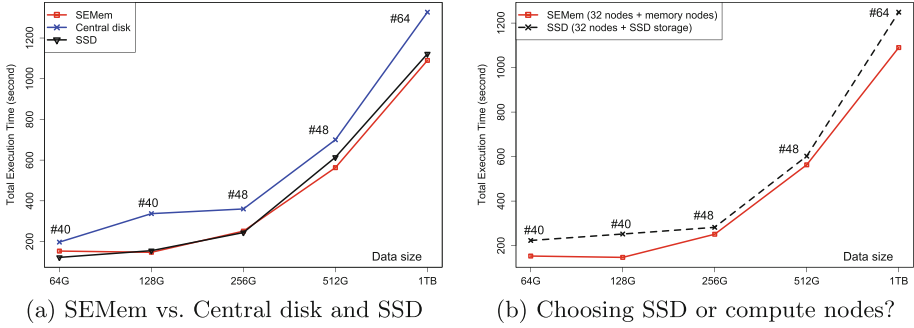 SEMem
Central disk
SSD
#40
#40
#48
#48
#64
Total Execution Time (second)
200
400
600
800
1000
1200
Data size
64G
128G
256G
512G
1TB
(a) SEMem vs. Central disk and SSD
SEMem (32 nodes + memory nodes)
SSD (32 nodes + SSD storage)
#40
#40
#48
#48
#64
Total Execution Time (second)
200
400
600
800
1000
1200
Data size
64G
128G
256G
512G
1TB
(b) Choosing SSD or compute nodes?